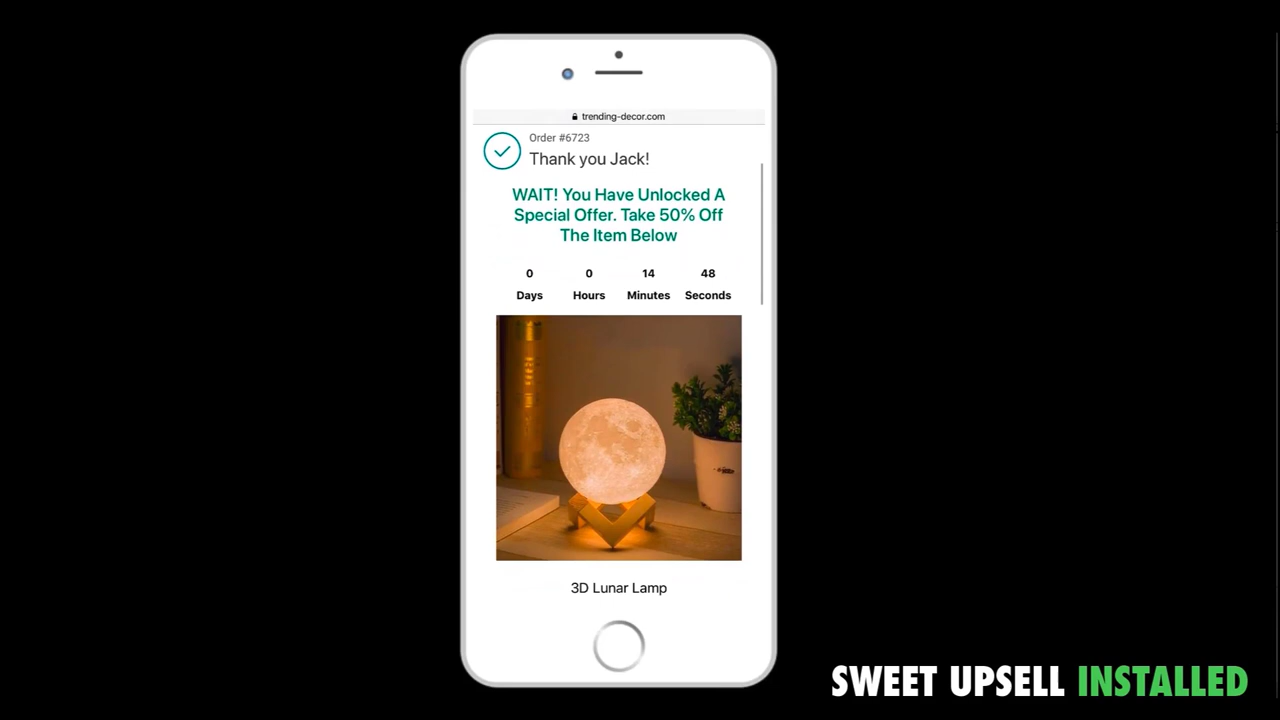 trending-decor.com
Order #6723
Thank you Jack!
WAIT! You Have Unlocked A
Special Offer. Take 50% Off
The Item Below
0 0 14 48
Days Hours Minutes Seconds
3D Lunar Lamp
SWEET UPSELL INSTALLED